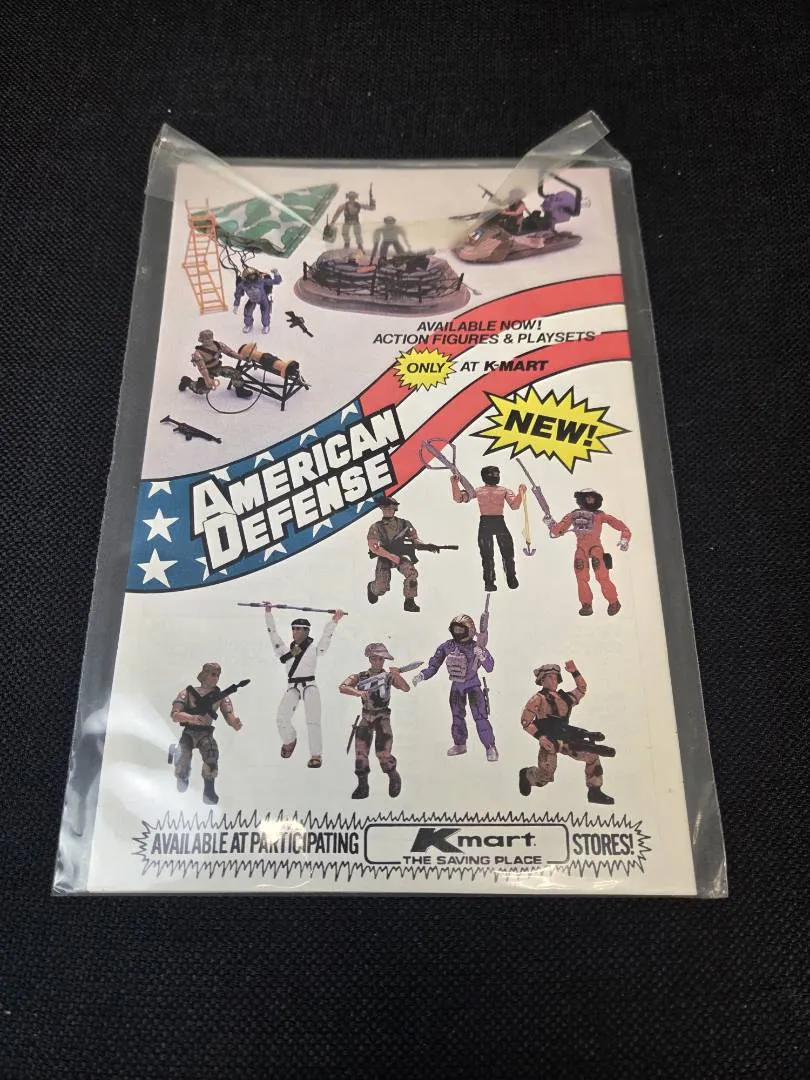 AVAILABLE NOW!
ACTION FIGURES & PLAYSETS
ONLY AT K-MART
NEW!
AMERICAN
DEFENSE
AVAILABLE AT PARTICIPATING Kmart. STORES!
THE SAVING PLACE